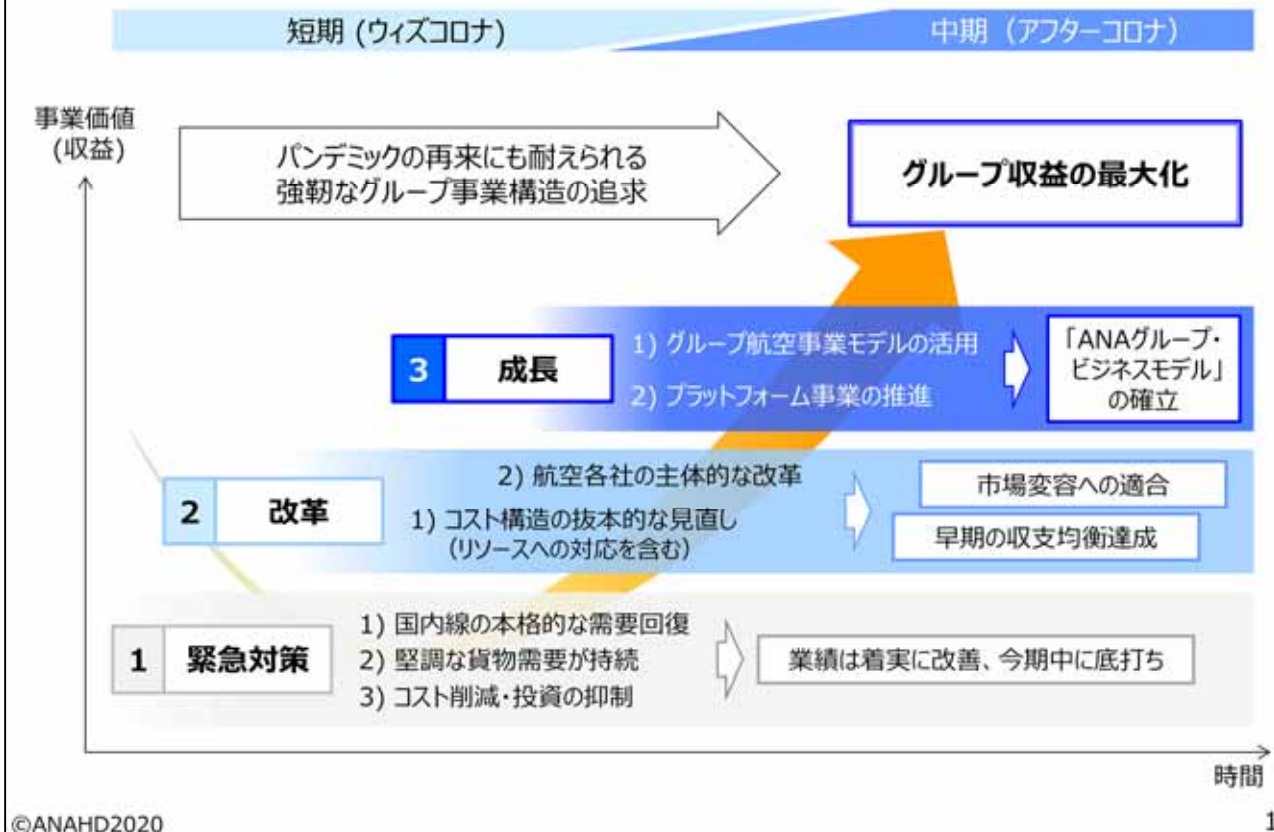 短期 (ウィズコロナ)
中期 (アフターコロナ)
事業価値
(収益)
パンデミックの再来にも耐えられる
強靭なグループ事業構造の追求
グループ収益の最大化
3 成長
1) グループ航空事業モデルの活用
2) プラットフォーム事業の推進
「ANAグループ・
ビジネスモデル」
の確立
2 改革
2) 航空各社の主体的な改革
1) コスト構造の抜本的な見直し
(リソースへの対応を含む)
市場変容への適合
早期の収支均衡達成
1 緊急対策
1) 国内線の本格的な需要回復
2) 堅調な貨物需要が持続
3) コスト削減・投資の抑制
業績は着実に改善、今期中に底打ち
時間
©ANAHD2020
1